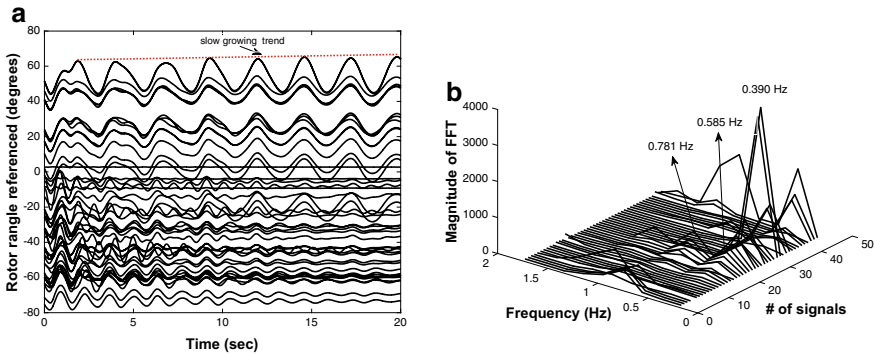 a
80
60
40
20
0
-20
-40
-60
-80
0
5
10
15
20
slow growing trend
Rotor rangle referenced (degrees)
Time (sec)
b
4000
3000
2000
1000
0
2
1.5
1
0.5
0
0
10
20
30
40
50
0.390 Hz
0.585 Hz
0.781 Hz
Magnitude of FFT
Frequency (Hz)
# of signals